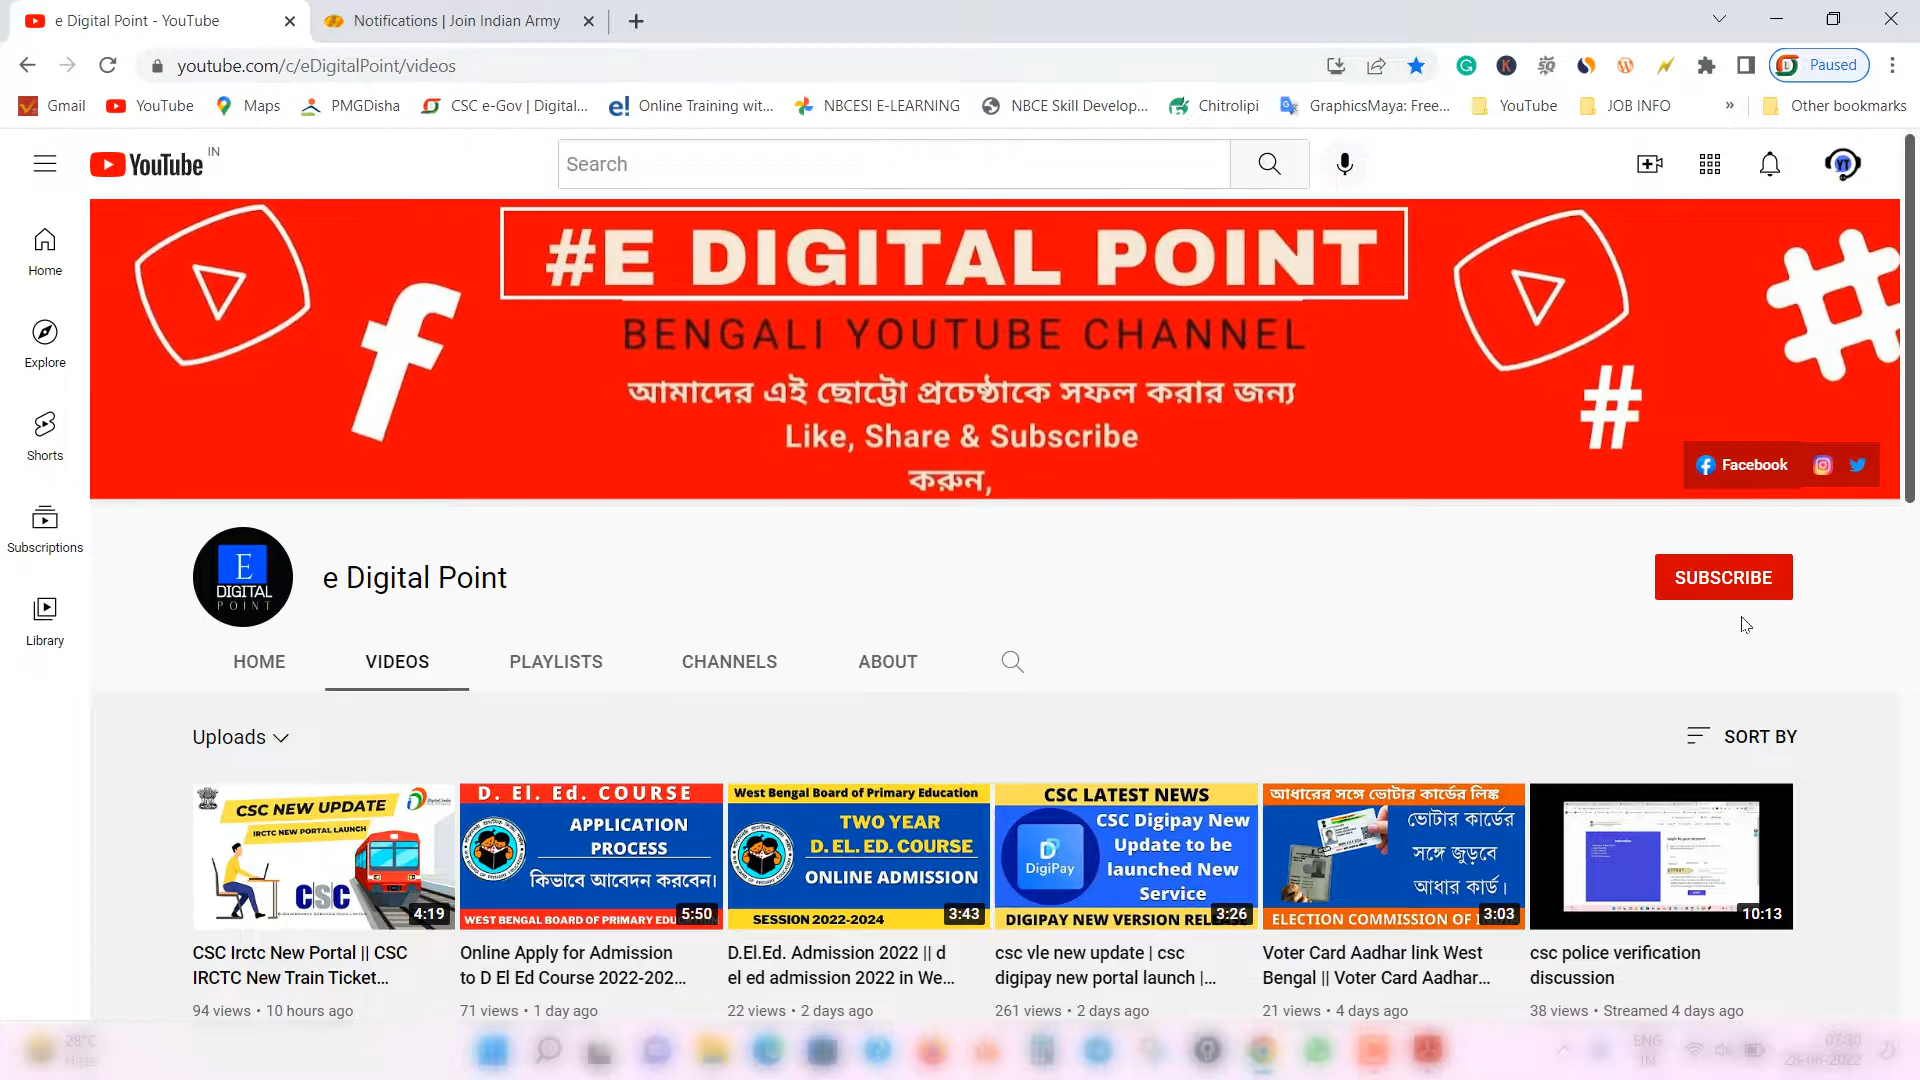 e Digital Point - YouTube
Notifications | Join Indian Army
youtube.com/c/eDigitalPoint/videos
Paused
Gmail
YouTube
Maps
PMGDisha
CSC e-Gov | Digital...
Online Training wit...
NBCESI E-LEARNING
NBCE Skill Develop...
Chitrolipi
GraphicsMaya: Free...
YouTube
JOB INFO
»
Other bookmarks
YouTube IN
Search
Home
Explore
Shorts
Subscriptions
Library
#E DIGITAL POINT
BENGALI YOUTUBE CHANNEL
আমাদের এই ছোট্টো প্রচেষ্ঠাকে সফল করার জন্য
Like, Share & Subscribe
করুন,
Facebook
E
DIGITAL
POINT
e Digital Point
SUBSCRIBE
HOME
VIDEOS
PLAYLISTS
CHANNELS
ABOUT
Uploads
SORT BY
CSC NEW UPDATE
IRCTC NEW PORTAL LAUNCH
CSC
4:19
D. El. Ed. COURSE
APPLICATION
PROCESS
কিভাবে আবেদন করবেন।
WEST BENGAL BOARD OF PRIMARY EDU
5:50
West Bengal Board of Primary Education
TWO YEAR
D. EL. ED. COURSE
ONLINE ADMISSION
SESSION 2022-2024
3:43
CSC LATEST NEWS
CSC Digipay New
Update to be
launched New
Service
DigiPay
DIGIPAY NEW VERSION REL
3:26
আধারের সঙ্গে ভোটার কার্ডের লিঙ্ক
ভোটার কার্ডের
সঙ্গে জুড়বে
আধার কার্ড।
ELECTION COMMISSION OF I
3:03
10:13
CSC Irctc New Portal || CSC
IRCTC New Train Ticket...
94 views • 10 hours ago
Online Apply for Admission
to D El Ed Course 2022-202...
71 views • 1 day ago
D.El.Ed. Admission 2022 || d
el ed admission 2022 in We...
22 views • 2 days ago
csc vle new update | csc
digipay new portal launch |...
261 views • 2 days ago
Voter Card Aadhar link West
Bengal || Voter Card Aadhar...
21 views • 4 days ago
csc police verification
discussion
38 views • Streamed 4 days ago
28°C
Haze
ENG
IN
07:30
28-06-2022